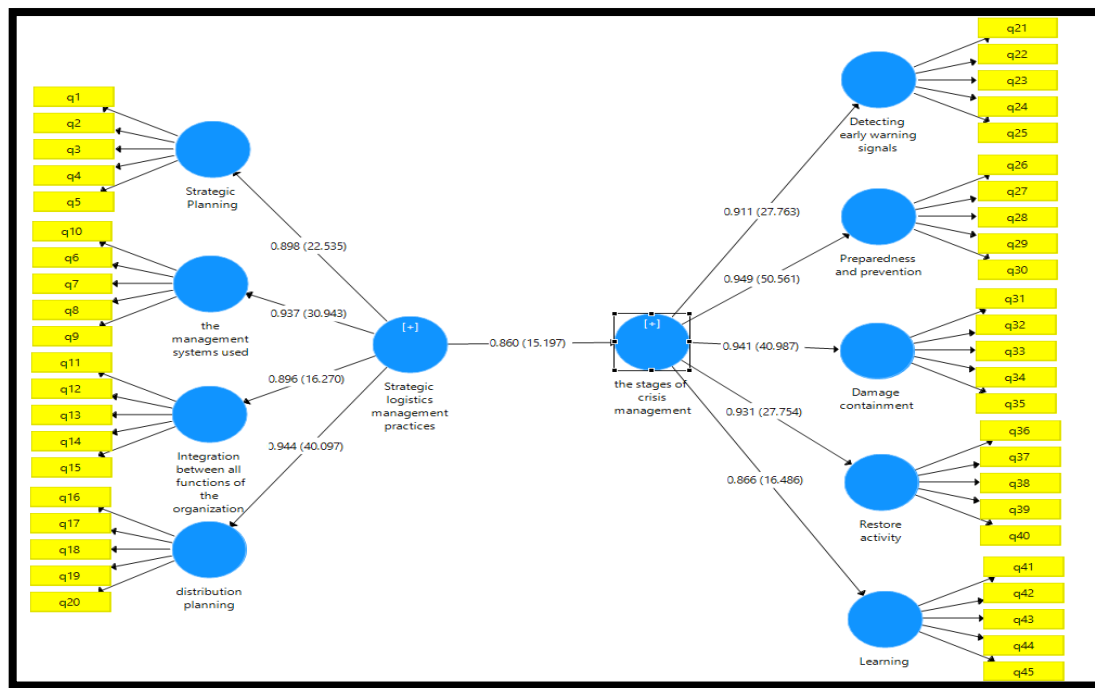 q1
q2
q3
q4
q5
Strategic
Planning
0.898 (22.535)
q10
q6
q7
q8
q9
the
management
systems used
0.937 (30.943)
q11
q12
q13
q14
q15
Integration
between all
functions of
the
organization
0.896 (16.270)
q16
q17
q18
q19
q20
distribution
planning
0.944 (40.097)
[+]
Strategic
logistics
management
practices
0.860 (15.197)
[+]
the stages of
crisis
management
0.911 (27.763)
0.949 (50.561)
0.941 (40.987)
0.931 (27.754)
0.866 (16.486)
Detecting
early warning
signals
q21
q22
q23
q24
q25
Preparedness
and prevention
q26
q27
q28
q29
q30
Damage
containment
q31
q32
q33
q34
q35
Restore
activity
q36
q37
q38
q39
q40
Learning
q41
q42
q43
q44
q45